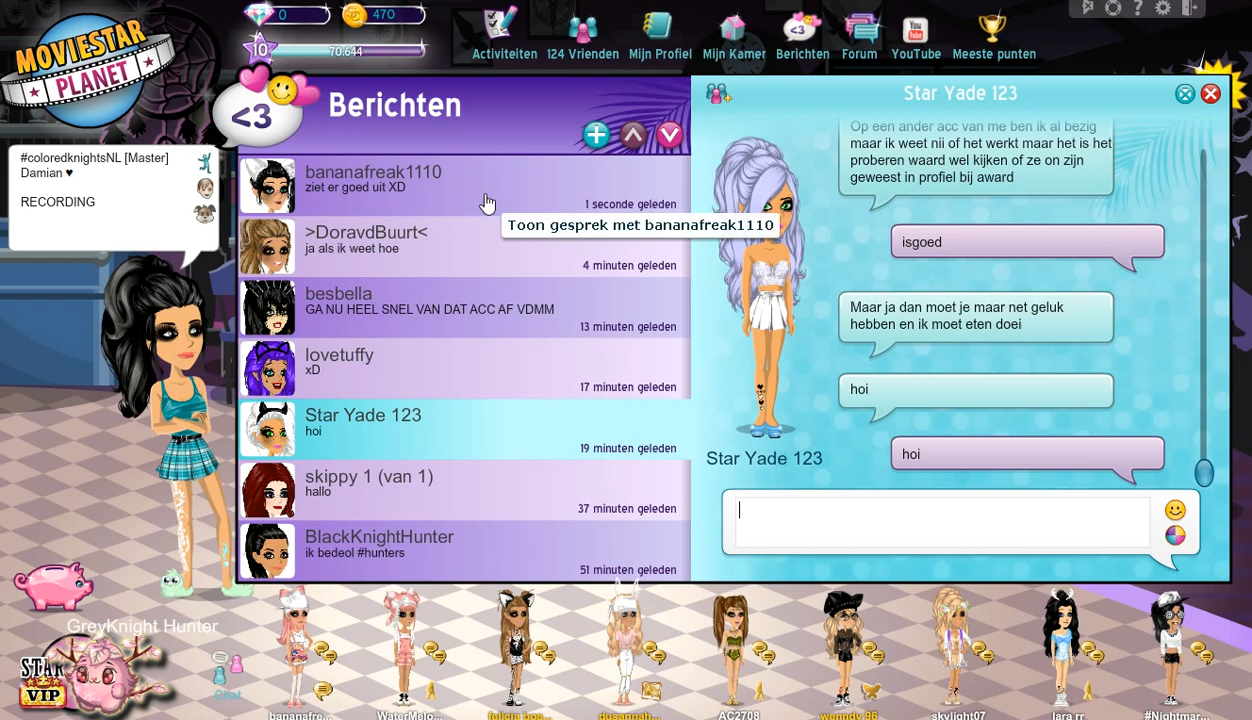 MOVIESTAR
PLANET
0
470
10
70.644
Activiteiten
124 Vrienden
Mijn Profiel
Mijn Kamer
Berichten
Forum
YouTube
Meeste punten
#coloredknightsNL [Master]
Damian ♥
RECORDING
<3
Berichten
bananafreak1110
ziet er goed uit XD
1 seconde geleden
Toon gesprek met bananafreak1110
>DoravdBuurt<
ja als ik weet hoe
4 minuten geleden
besbella
GA NU HEEL SNEL VAN DAT ACC AF VDMM
13 minuten geleden
lovetuffy
xD
17 minuten geleden
Star Yade 123
hoi
19 minuten geleden
skippy 1 (van 1)
hallo
37 minuten geleden
BlackKnightHunter
ik bedeol #hunters
51 minuten geleden
Star Yade 123
Op een ander acc van me ben ik al bezig
maar ik weet nii of het werkt maar het is het
proberen waard wel kijken of ze on zijn
geweest in profiel bij award
isgoed
Maar ja dan moet je maar net geluk
hebben en ik moet eten doei
hoi
hoi
Star Yade 123
GreyKnight Hunter
STAR
VIP
Chat
bananafre...
WaterMelo...
felicia boo...
dusannah...
AC2708
wenndy 96
skylight07
lara rr
#Nightmar...